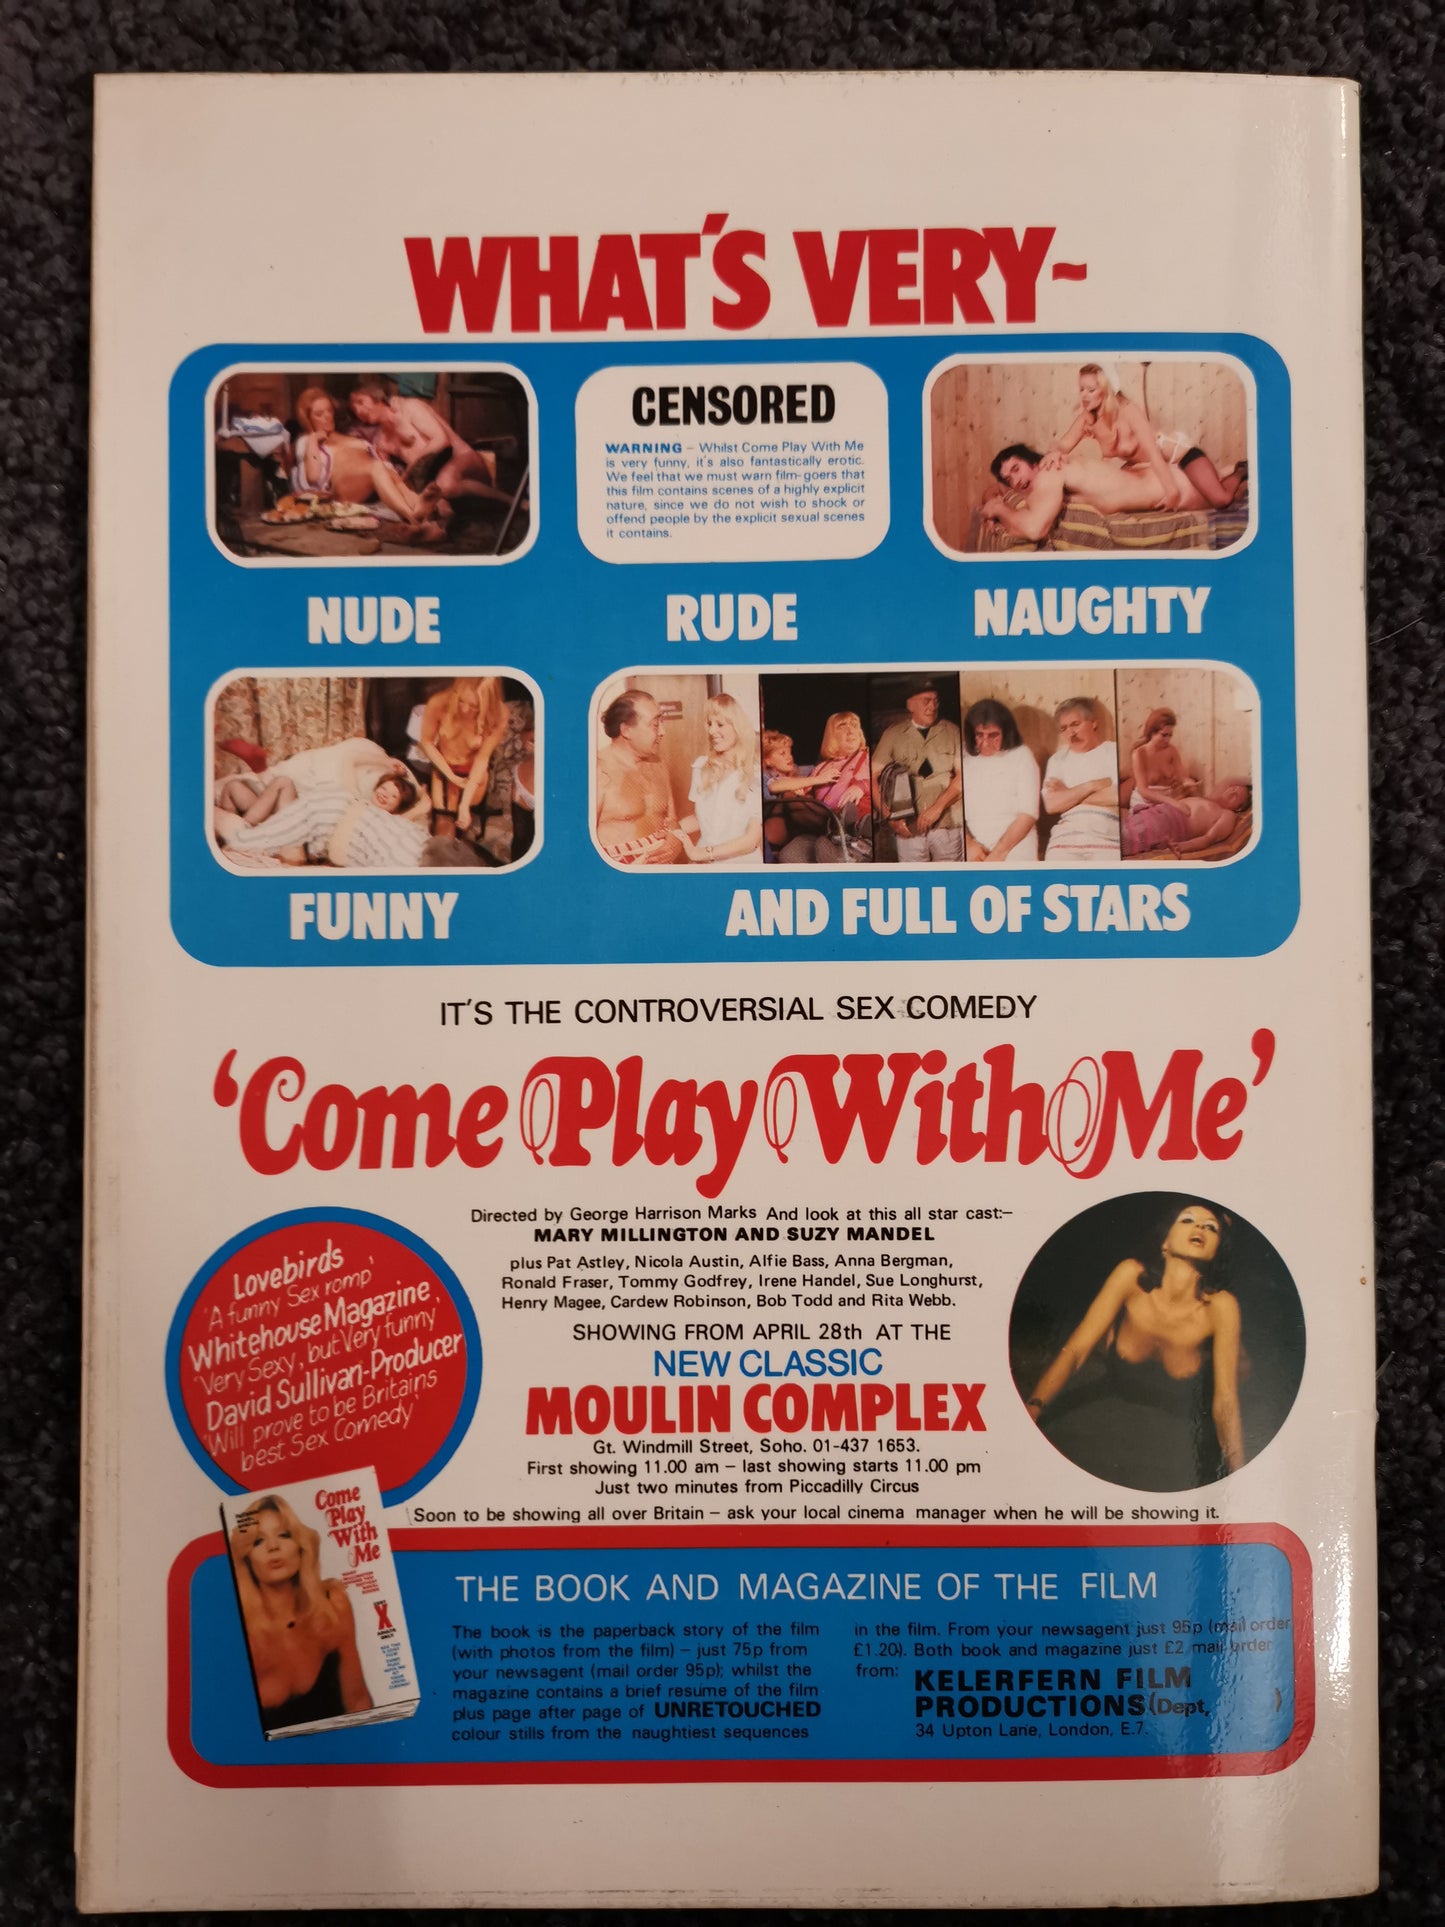 WHAT'S VERY~
CENSORED
WARNING – Whilst Come Play With Me
is very funny, it's also fantastically erotic.
We feel that we must warn film-goers that
this film contains scenes of a highly explicit
nature, since we do not wish to shock or
offend people by the explicit sexual scenes
it contains.
NUDE
RUDE
NAUGHTY
FUNNY
AND FULL OF STARS
IT'S THE CONTROVERSIAL SEX COMEDY
'Come Play With Me'
Directed by George Harrison Marks And look at this all star cast:–
MARY MILLINGTON AND SUZY MANDEL
plus Pat Astley, Nicola Austin, Alfie Bass, Anna Bergman,
Ronald Fraser, Tommy Godfrey, Irene Handel, Sue Longhurst,
Henry Magee, Cardew Robinson, Bob Todd and Rita Webb.
SHOWING FROM APRIL 28th AT THE
NEW CLASSIC
MOULIN COMPLEX
Gt. Windmill Street, Soho. 01-437 1653.
First showing 11.00 am – last showing starts 11.00 pm
Just two minutes from Piccadilly Circus
Soon to be showing all over Britain – ask your local cinema manager when he will be showing it.
Lovebirds
'A funny Sex romp'
Whitehouse Magazine,
'Very Sexy, but Very funny'
David Sullivan-Producer
'Will prove to be Britains
best Sex Comedy'
Come
Play
With
Me
X
THE BOOK AND MAGAZINE OF THE FILM
The book is the paperback story of the film
(with photos from the film) – just 75p from
your newsagent (mail order 95p); whilst the
magazine contains a brief resume of the film
plus page after page of UNRETOUCHED
colour stills from the naughtiest sequences
in the film. From your newsagent just 95p (mail order
£1.20). Both book and magazine just £2 mail order
from: KELERFERN FILM
PRODUCTIONS (Dept, )
34 Upton Lane, London, E.7.